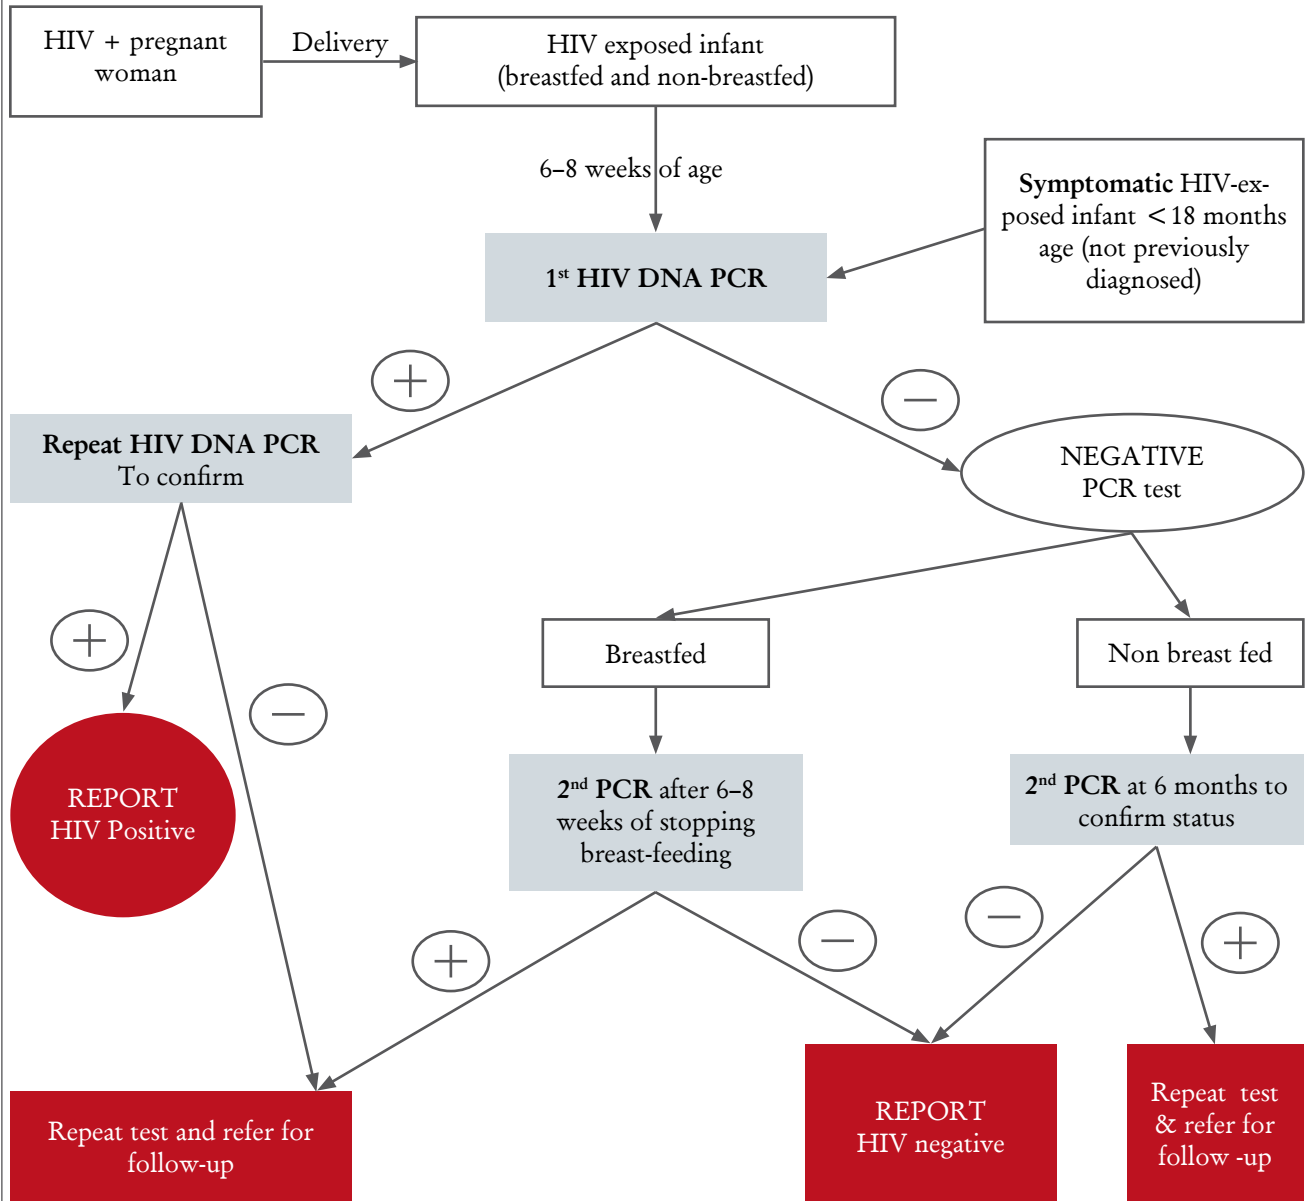 HIV + pregnant
woman
Delivery
HIV exposed infant
(breastfed and non-breastfed)
6–8 weeks of age
Symptomatic HIV-ex-
posed infant < 18 months
age (not previously
diagnosed)
1st HIV DNA PCR
+
−
Repeat HIV DNA PCR
To confirm
NEGATIVE
PCR test
+
−
Breastfed
Non breast fed
REPORT
HIV Positive
2nd PCR after 6–8
weeks of stopping
breast-feeding
2nd PCR at 6 months to
confirm status
+
−
−
+
Repeat test and refer for
follow-up
REPORT
HIV negative
Repeat test
& refer for
follow -up